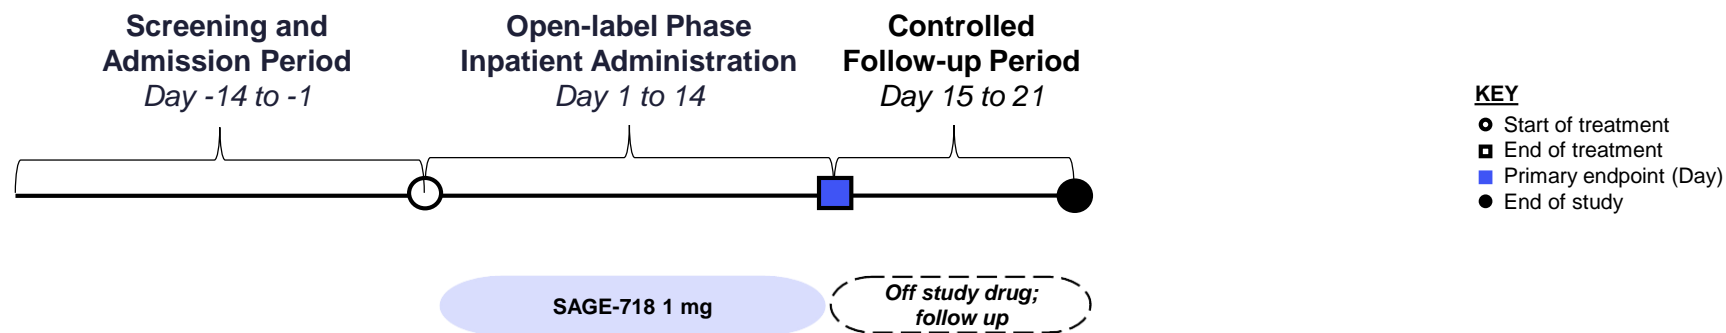 Screening and
Admission Period
Day -14 to -1
Open-label Phase
Inpatient Administration
Day 1 to 14
Controlled
Follow-up Period
Day 15 to 21
KEY
Start of treatment
End of treatment
Primary endpoint (Day)
End of study
SAGE-718 1 mg
Off study drug;
follow up